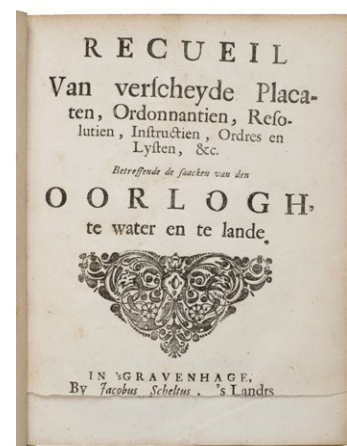 RECUEIL
Van verſcheyde Placa-
ten, Ordonnantien, Reſo-
lutien, Inſtructien, Ordres en
Lyſten, &c.
Betreffende de ſaacken van den
OORLOGH,
te water en te lande.
IN 'sGRAVENHAGE,
By Jacobus Scheltus, 's Landts